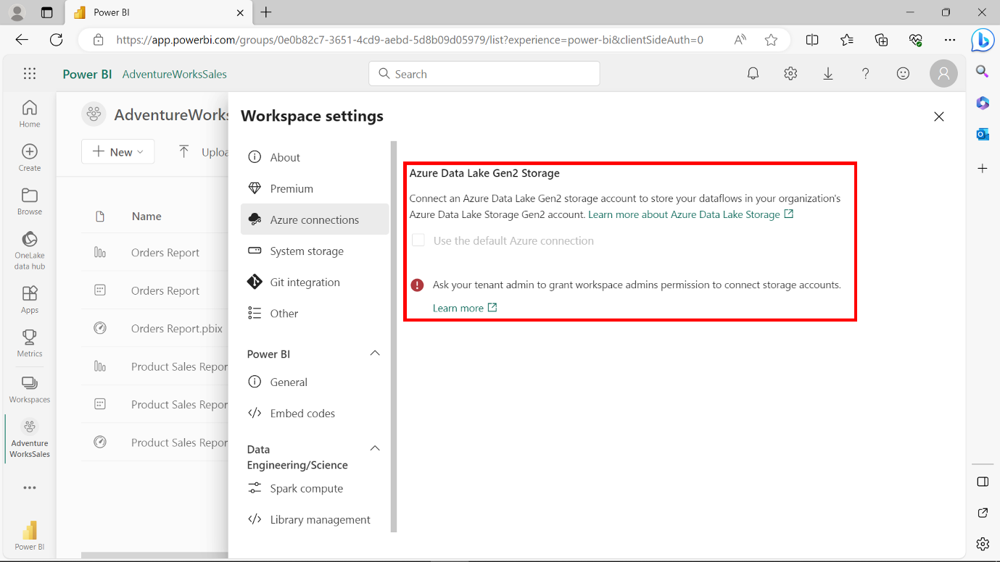 Power BI
https://app.powerbi.com/groups/0e0b82c7-3651-4cd9-aebd-5d8b09d05979/list?experience=power-bi&clientSideAuth=0
Power BI AdventureWorksSales
Search
Home
Create
Browse
OneLake
data hub
Apps
Metrics
Workspaces
Adventure
WorksSales
Power BI
AdventureWorks
New
Uploa
Name
Orders Report
Orders Report
Orders Report.pbix
Product Sales Repor
Product Sales Repor
Product Sales Repor
Workspace settings
About
Premium
Azure connections
System storage
Git integration
Other
Power BI
General
Embed codes
Data
Engineering/Science
Spark compute
Library management
Azure Data Lake Gen2 Storage
Connect an Azure Data Lake Gen2 storage account to store your dataflows in your organization's
Azure Data Lake Storage Gen2 account. Learn more about Azure Data Lake Storage
Use the default Azure connection
Ask your tenant admin to grant workspace admins permission to connect storage accounts.
Learn more